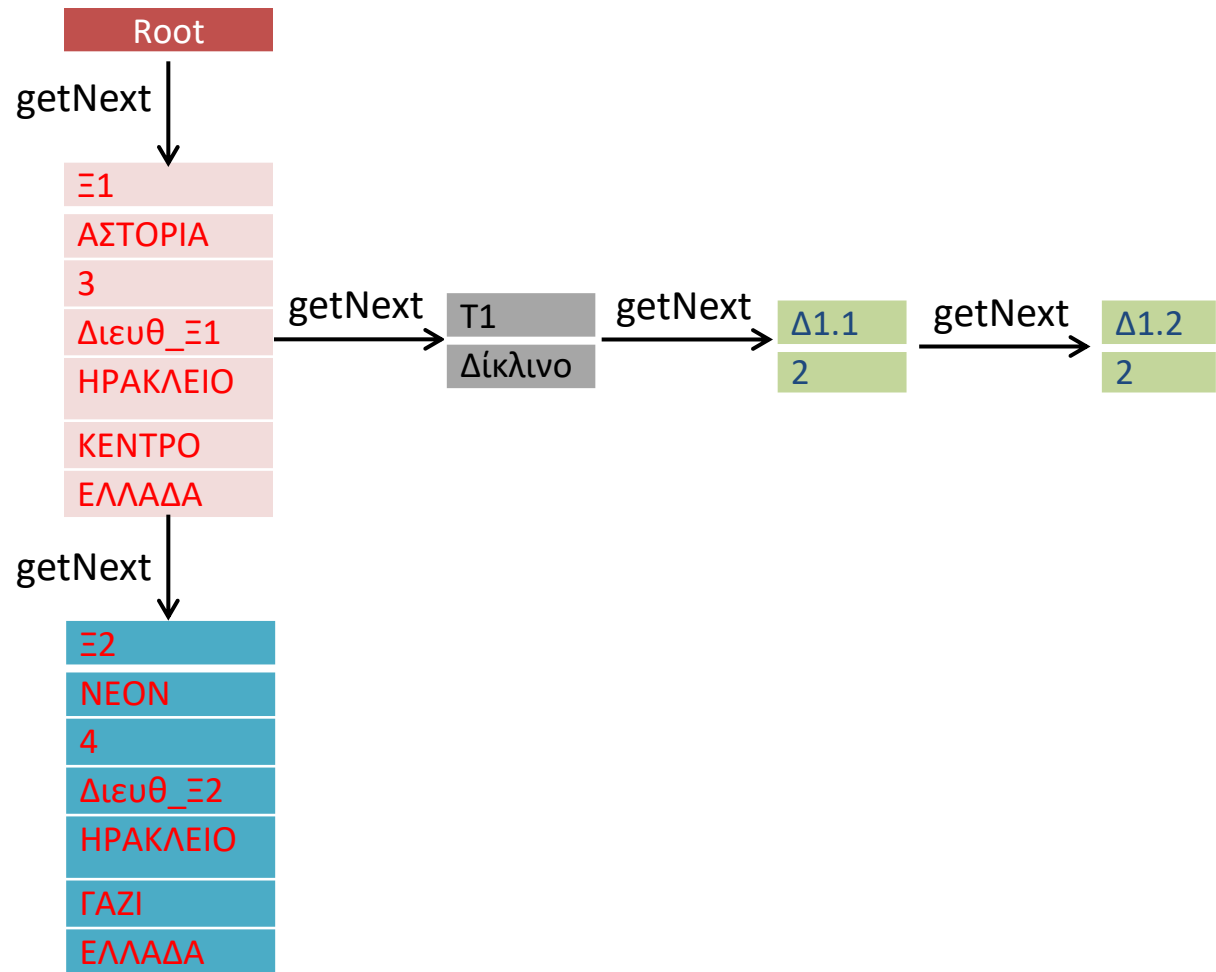 Root
getNext
Ξ1
ΑΣΤΟΡΙΑ
3
Διευθ_Ξ1
ΗΡΑΚΛΕΙΟ
ΚΕΝΤΡΟ
ΕΛΛΑΔΑ
getNext
Τ1
Δίκλινο
getNext
Δ1.1
2
getNext
Δ1.2
2
getNext
Ξ2
ΝΕΟΝ
4
Διευθ_Ξ2
ΗΡΑΚΛΕΙΟ
ΓΑΖΙ
ΕΛΛΑΔΑ